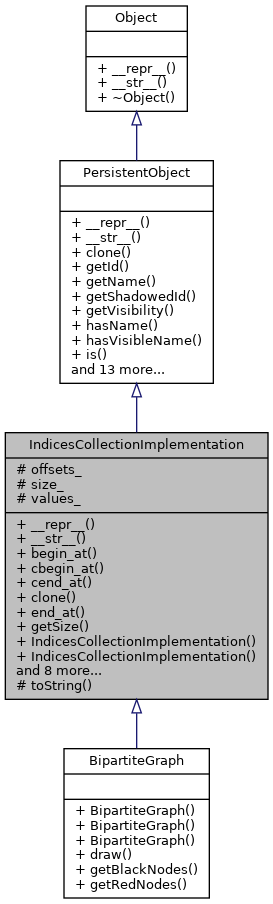 Object
+ __repr__()
+ __str__()
+ ~Object()
PersistentObject
+ __repr__()
+ __str__()
+ clone()
+ getId()
+ getName()
+ getShadowedId()
+ getVisibility()
+ hasName()
+ hasVisibleName()
+ is()
and 13 more...
IndicesCollectionImplementation
# offsets_
# size_
# values_
+ __repr__()
+ __str__()
+ begin_at()
+ cbegin_at()
+ cend_at()
+ clone()
+ end_at()
+ getSize()
+ IndicesCollectionImplementation()
+ IndicesCollectionImplementation()
and 8 more...
# toString()
BipartiteGraph
+ BipartiteGraph()
+ BipartiteGraph()
+ BipartiteGraph()
+ draw()
+ getBlackNodes()
+ getRedNodes()